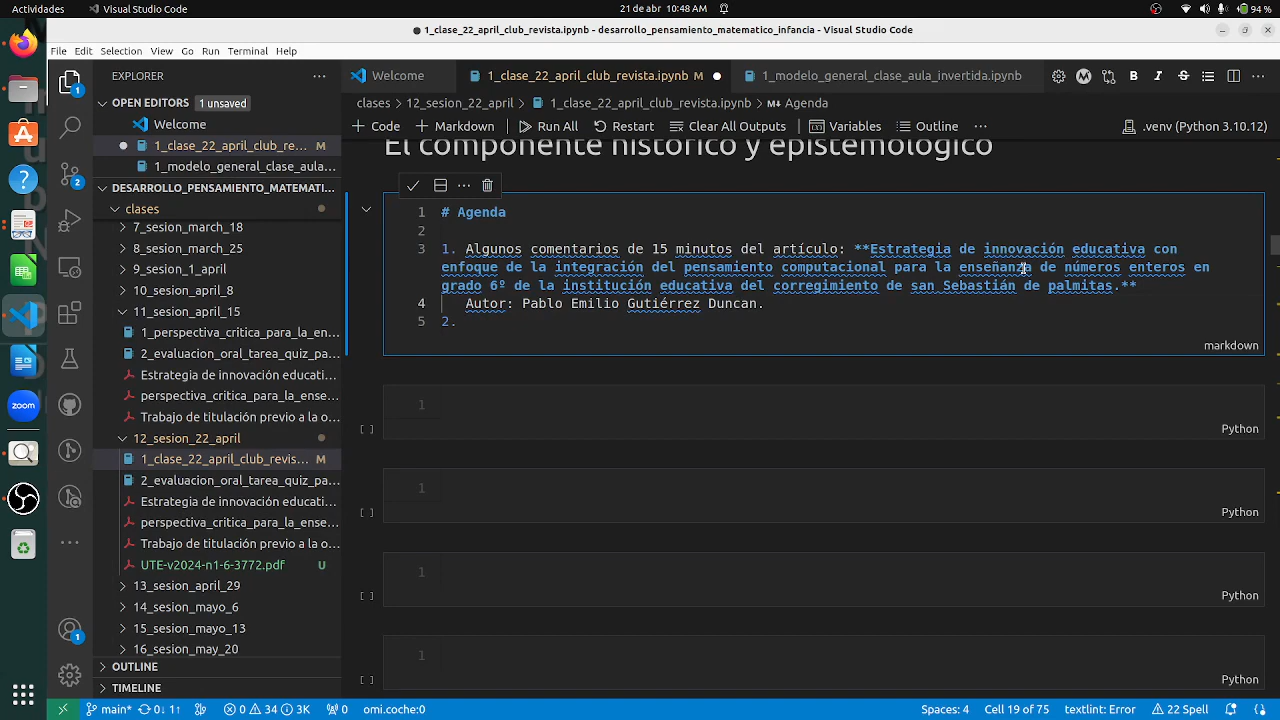 Actividades
Visual Studio Code
21 de abr 10:48 AM
94 %
1_clase_22_april_club_revista.ipynb - desarrollo_pensamiento_matematico_infancia - Visual Studio Code
File Edit Selection View Go Run Terminal Help
EXPLORER
Welcome
1_clase_22_april_club_revista.ipynb M
1_modelo_general_clase_aula_invertida.ipynb
OPEN EDITORS 1 unsaved
Welcome
1_clase_22_april_club_re... M
1_modelo_general_clase_aula...
clases > 12_sesion_22_april > 1_clase_22_april_club_revista.ipynb > Agenda
Code Markdown Run All Restart Clear All Outputs Variables Outline
.venv (Python 3.10.12)
DESARROLLO_PENSAMIENTO_MATEMATI...
clases
7_sesion_march_18
8_sesion_march_25
9_sesion_1_april
10_sesion_april_8
11_sesion_april_15
1_perspectiva_critica_para_la_ense...
2_evaluacion_oral_tarea_quiz_pa...
Estrategia de innovación educati...
perspectiva_critica_para_la_ense...
Trabajo de titulación previo a la o...
12_sesion_22_april
1_clase_22_april_club_revis... M
2_evaluacion_oral_tarea_quiz_pa...
Estrategia de innovación educati...
perspectiva_critica_para_la_ense...
Trabajo de titulación previo a la o...
UTE-v2024-n1-6-3772.pdf U
13_sesion_april_29
14_sesion_mayo_6
15_sesion_mayo_13
16_sesion_may_20
OUTLINE
TIMELINE
El componente histórico y epistemológico
1 # Agenda
2
3 1. Algunos comentarios de 15 minutos del artículo: **Estrategia de innovación educativa con
enfoque de la integración del pensamiento computacional para la enseñanza de números enteros en
grado 6º de la institución educativa del corregimiento de san Sebastián de palmitas.**
4 Autor: Pablo Emilio Gutiérrez Duncan.
5 2.
markdown
1
[ ] Python
1
[ ] Python
1
[ ] Python
1
[ ] Python
2
1
zoom
main* 0↓ 1↑ 0 34 3K 0 omi.coche:0
Spaces: 4 Cell 19 of 75 textlint: Error 22 Spell